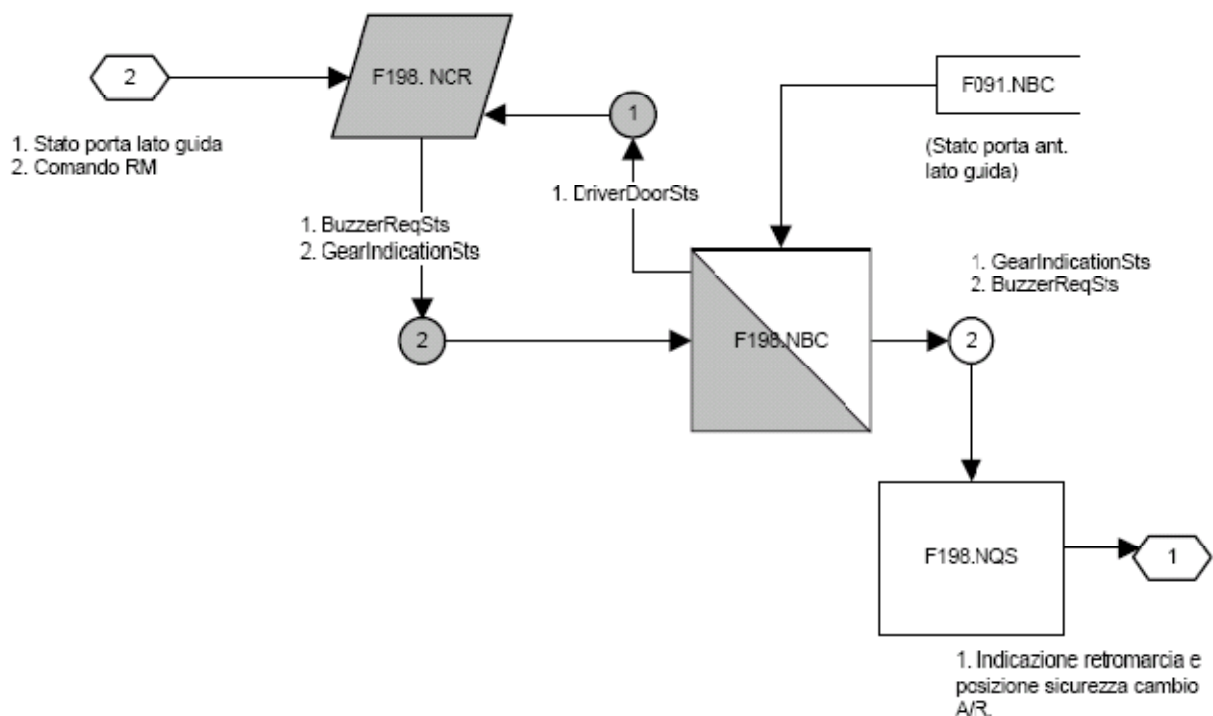 2
F198. NCR
1
F091.NBC
1. Stato porta lato guida
2. Comando RM
(Stato porta ant.
lato guida)
1. DriverDoorSts
1. BuzzerReqSts
2. GearIndicationSts
1. GearIndicationSts
2. BuzzerReqSts
2
F198.NBC
2
F198.NQS
1
1. Indicazione retromarcia e
posizione sicurezza cambio
A/R.